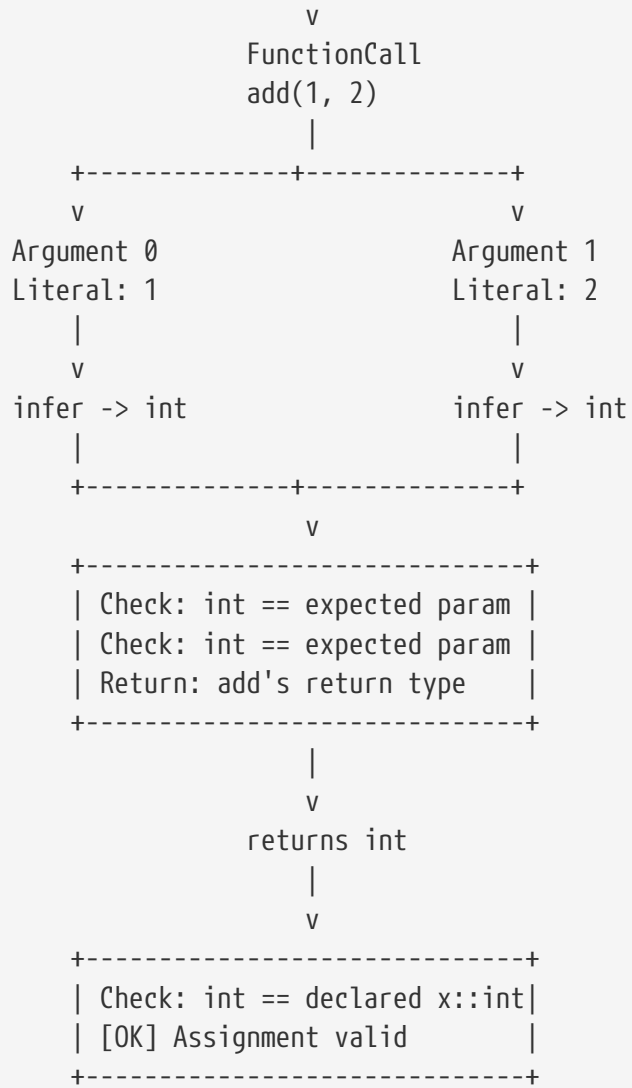 v
FunctionCall
add(1, 2)
|
+--------------+--------------+
v v
Argument 0 Argument 1
Literal: 1 Literal: 2
| |
v v
infer -> int infer -> int
| |
+--------------+--------------+
v
+-----------------------------+
| Check: int == expected param |
| Check: int == expected param |
| Return: add's return type |
+-----------------------------+
|
v
returns int
|
v
+-----------------------------+
| Check: int == declared x::int|
| [OK] Assignment valid |
+-----------------------------+